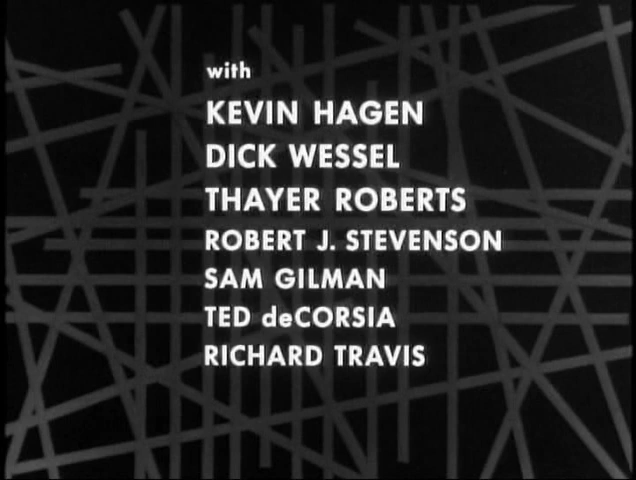 with
KEVIN HAGEN
DICK WESSEL
THAYER ROBERTS
ROBERT J. STEVENSON
SAM GILMAN
TED deCORSIA
RICHARD TRAVIS